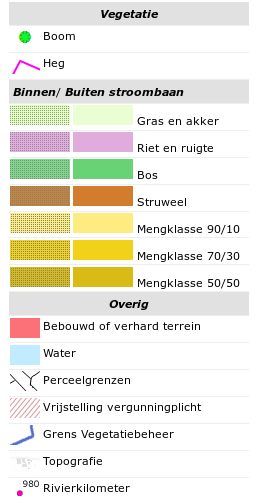 Vegetatie
Boom
Heg
Binnen/ Buiten stroombaan
Gras en akker
Riet en ruigte
Bos
Struweel
Mengklasse 90/10
Mengklasse 70/30
Mengklasse 50/50
Overig
Bebouwd of verhard terrein
Water
Perceelgrenzen
Vrijstelling vergunningplicht
Grens Vegetatiebeheer
Topografie
980 Rivierkilometer